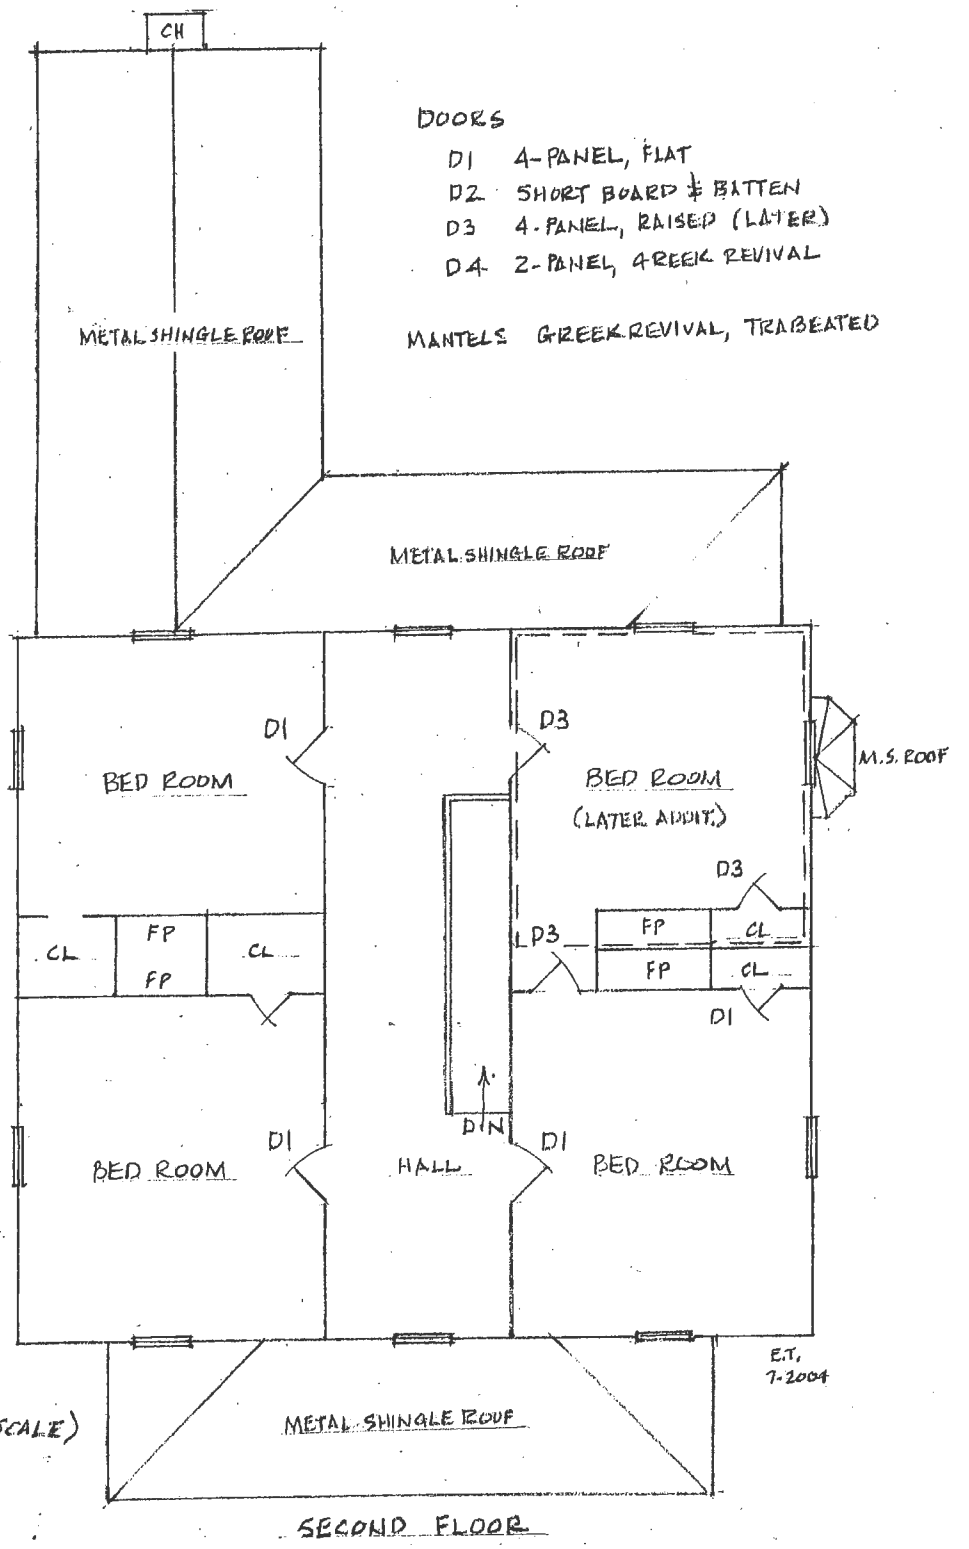 CH
DOORS
D1 4-PANEL, FLAT
D2 SHORT BOARD & BATTEN
D3 4-PANEL, RAISED (LATER)
D4 2-PANEL, GREEK REVIVAL
METAL SHINGLE ROOF
MANTELS GREEK REVIVAL, TRABEATED
METAL SHINGLE ROOF
D1
D3
M.S. ROOF
BED ROOM
BED ROOM
(LATER ADDIT.)
D3
CL
FP
CL
D3
FP
CL
FP
FP
CL
D1
DN
D1
D1
BED ROOM
HALL
BED ROOM
E.T.
7-2004
SCALE)
METAL SHINGLE ROOF
SECOND FLOOR